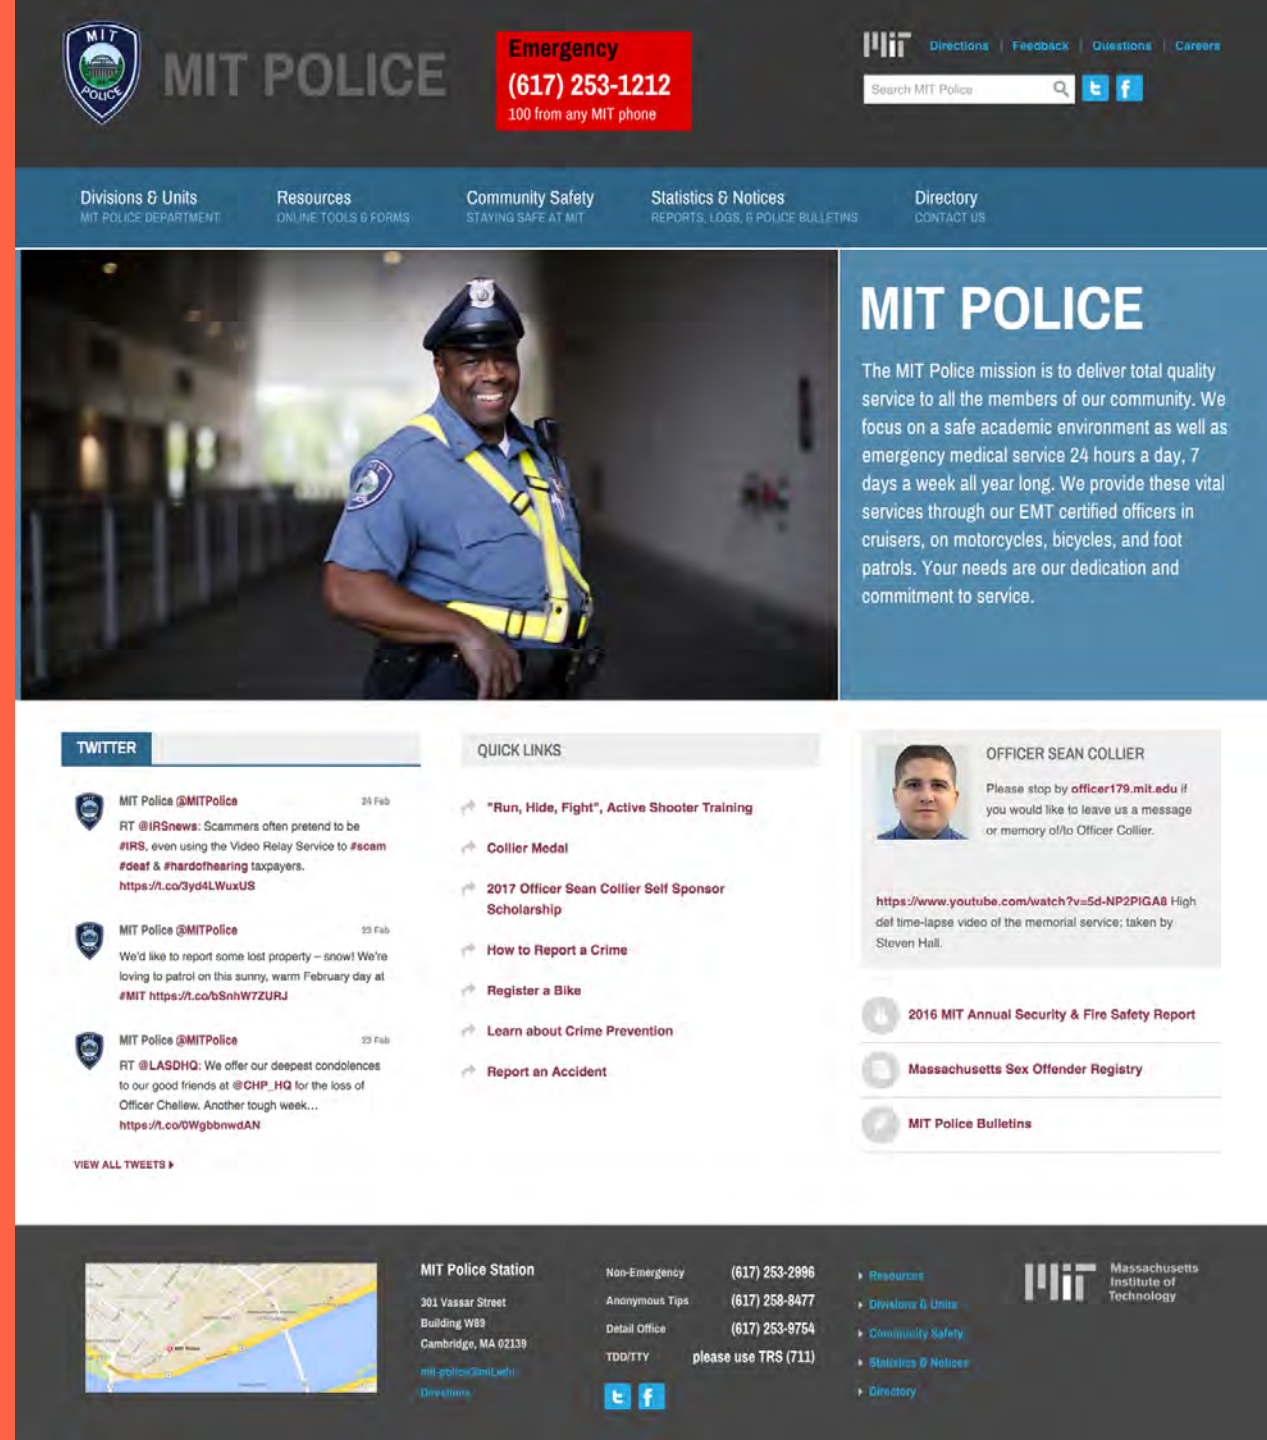 MIT
POLICE
MIT POLICE
Emergency
(617) 253-1212
100 from any MIT phone
MIT
Directions | Feedback | Questions | Careers
Search MIT Police
Divisions & Units
MIT POLICE DEPARTMENT
Resources
ONLINE TOOLS & FORMS
Community Safety
STAYING SAFE AT MIT
Statistics & Notices
REPORTS, LOGS, & POLICE BULLETINS
Directory
CONTACT US
MIT POLICE
The MIT Police mission is to deliver total quality
service to all the members of our community. We
focus on a safe academic environment as well as
emergency medical service 24 hours a day, 7
days a week all year long. We provide these vital
services through our EMT certified officers in
cruisers, on motorcycles, bicycles, and foot
patrols. Your needs are our dedication and
commitment to service.
MIT
POLICE
TWITTER
MIT Police @MITPolice 24 Feb
RT @IRSnews: Scammers often pretend to be
#IRS, even using the Video Relay Service to #scam
#deaf & #hardofhearing taxpayers.
https://t.co/3yd4LWuxUS
MIT Police @MITPolice 23 Feb
We'd like to report some lost property – snow! We're
loving to patrol on this sunny, warm February day at
#MIT https://t.co/bSnhW7ZURJ
MIT Police @MITPolice 23 Feb
RT @LASDHQ: We offer our deepest condolences
to our good friends at @CHP_HQ for the loss of
Officer Chellew. Another tough week…
https://t.co/0WgbbnwdAN
VIEW ALL TWEETS
QUICK LINKS
"Run, Hide, Fight", Active Shooter Training
Collier Medal
2017 Officer Sean Collier Self Sponsor
Scholarship
How to Report a Crime
Register a Bike
Learn about Crime Prevention
Report an Accident
OFFICER SEAN COLLIER
Please stop by officer179.mit.edu if
you would like to leave us a message
or memory of/to Officer Collier.
https://www.youtube.com/watch?v=5d-NP2PIGA8 High
def time-lapse video of the memorial service; taken by
Steven Hall.
2016 MIT Annual Security & Fire Safety Report
Massachusetts Sex Offender Registry
MIT Police Bulletins
MIT Police
MIT Police Station
301 Vassar Street
Building W89
Cambridge, MA 02139
mit-police@mit.edu
Directions
Non-Emergency (617) 253-2996
Anonymous Tips (617) 258-8477
Detail Office (617) 253-9754
TDD/TTY please use TRS (711)
Resources
Divisions & Units
Community Safety
Statistics & Notices
Directory
MIT
Massachusetts
Institute of
Technology